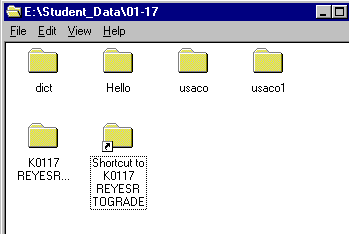 E:\Student_Data\01-17
File Edit View Help
dict Hello usaco usaco1
K0117
REYESR...
Shortcut to
K0117
REYESR
TOGRADE